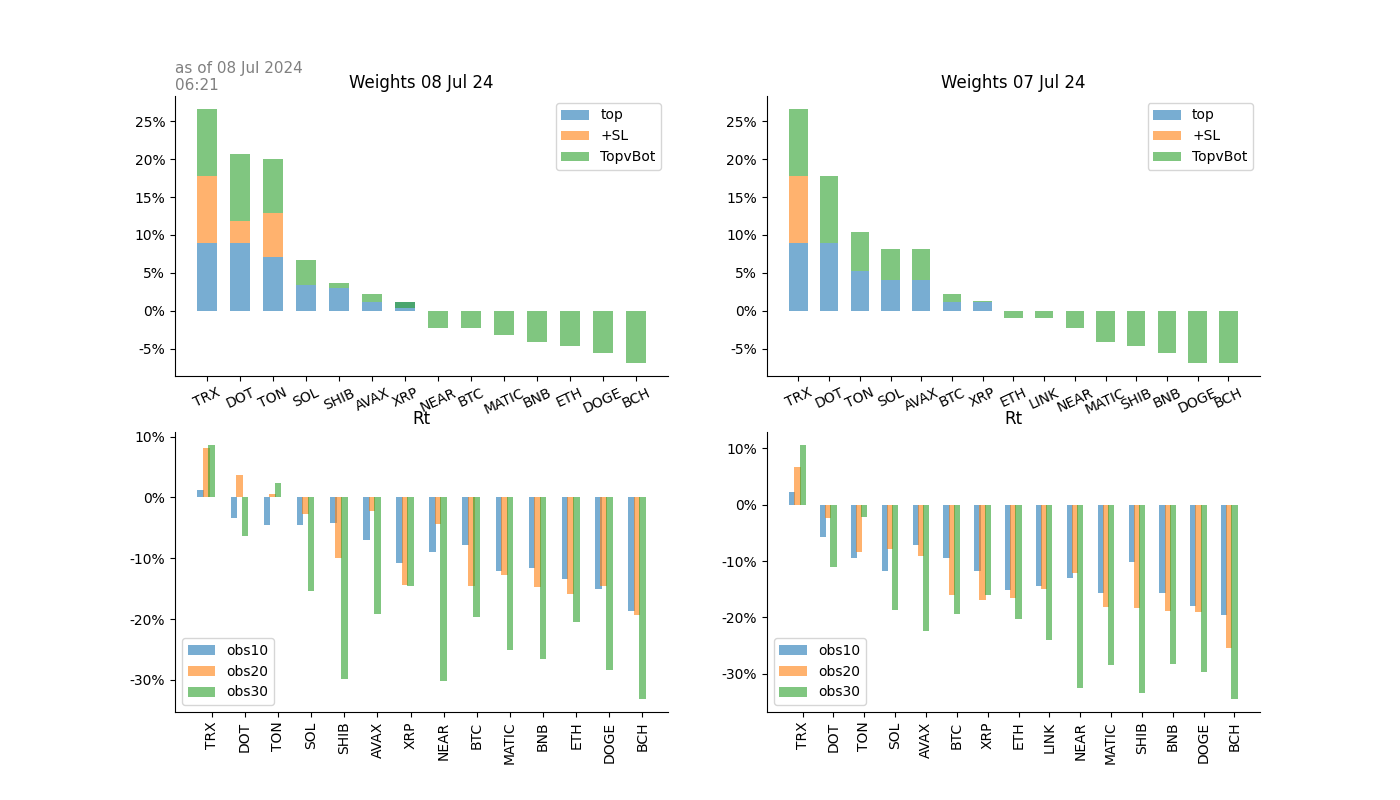 as of 08 Jul 2024
06:21
Weights 08 Jul 24
25%
20%
15%
10%
5%
0%
-5%
top
+SL
TopvBot
TRX DOT TON SOL SHIB AVAX XRP NEAR BTC MATIC BNB ETH DOGE BCH
Weights 07 Jul 24
25%
20%
15%
10%
5%
0%
-5%
top
+SL
TopvBot
TRX DOT TON SOL AVAX BTC XRP ETH LINK NEAR MATIC SHIB BNB DOGE BCH
Rt
10%
0%
-10%
-20%
-30%
obs10
obs20
obs30
TRX DOT TON SOL SHIB AVAX XRP NEAR BTC MATIC BNB ETH DOGE BCH
Rt
10%
0%
-10%
-20%
-30%
obs10
obs20
obs30
TRX DOT TON SOL AVAX BTC XRP ETH LINK NEAR MATIC SHIB BNB DOGE BCH